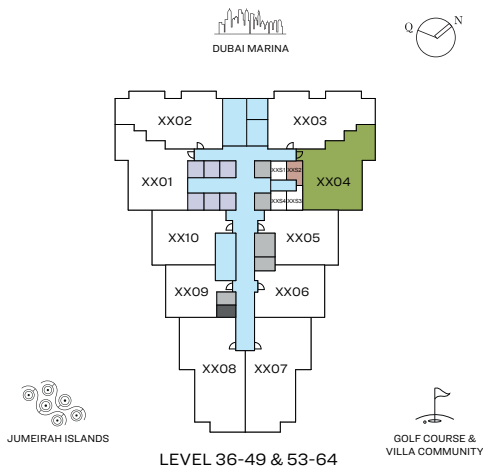 DUBAI MARINA
Q N
XX02 XX03
XXS1 XXS2
XX01 XX04
XXS4 XXS3
XX10 XX05
XX09 XX06
XX08 XX07
JUMEIRAH ISLANDS
GOLF COURSE &
VILLA COMMUNITY
LEVEL 36-49 & 53-64